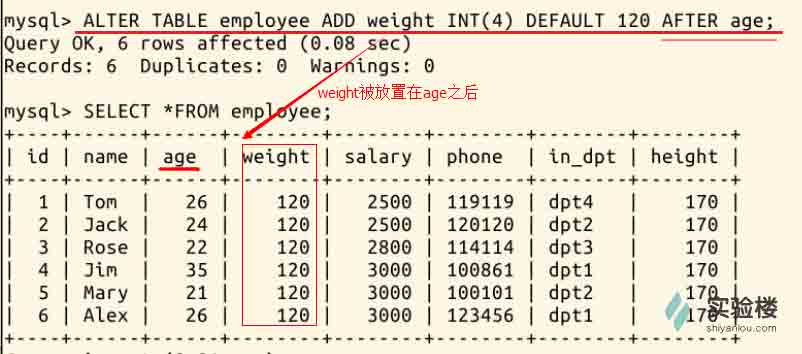 mysql> ALTER TABLE employee ADD weight INT(4) DEFAULT 120 AFTER age;
Query OK, 6 rows affected (0.08 sec)
Records: 6  Duplicates: 0  Warnings: 0
weight被放置在age之后
mysql> SELECT *FROM employee;
+----+------+------+--------+--------+--------+--------+--------+
| id | name | age  | weight | salary | phone  | in_dpt | height |
+----+------+------+--------+--------+--------+--------+--------+
|  1 | Tom  |   26 |    120 |   2500 | 119119 | dpt4   |    170 |
|  2 | Jack |   24 |    120 |   2500 | 120120 | dpt2   |    170 |
|  3 | Rose |   22 |    120 |   2800 | 114114 | dpt3   |    170 |
|  4 | Jim  |   35 |    120 |   3000 | 100861 | dpt1   |    170 |
|  5 | Mary |   21 |    120 |   3000 | 100101 | dpt2   |    170 |
|  6 | Alex |   26 |    120 |   3000 | 123456 | dpt1   |    170 |
+----+------+------+--------+--------+--------+--------+--------+
实验楼
shiyanlou.com